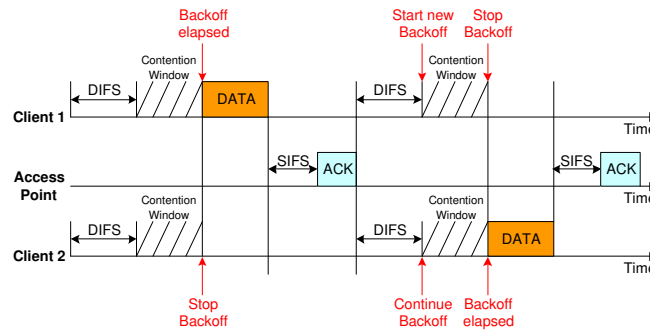 Backoff
elapsed
Start new
Backoff
Stop
Backoff
Contention
Window
Contention
Window
DIFS
DIFS
DATA
Client 1
Time
SIFS
SIFS
ACK
ACK
Access
Point
Time
Contention
Window
Contention
Window
DIFS
DIFS
DATA
Client 2
Time
Stop
Backoff
Continue
Backoff
Backoff
elapsed